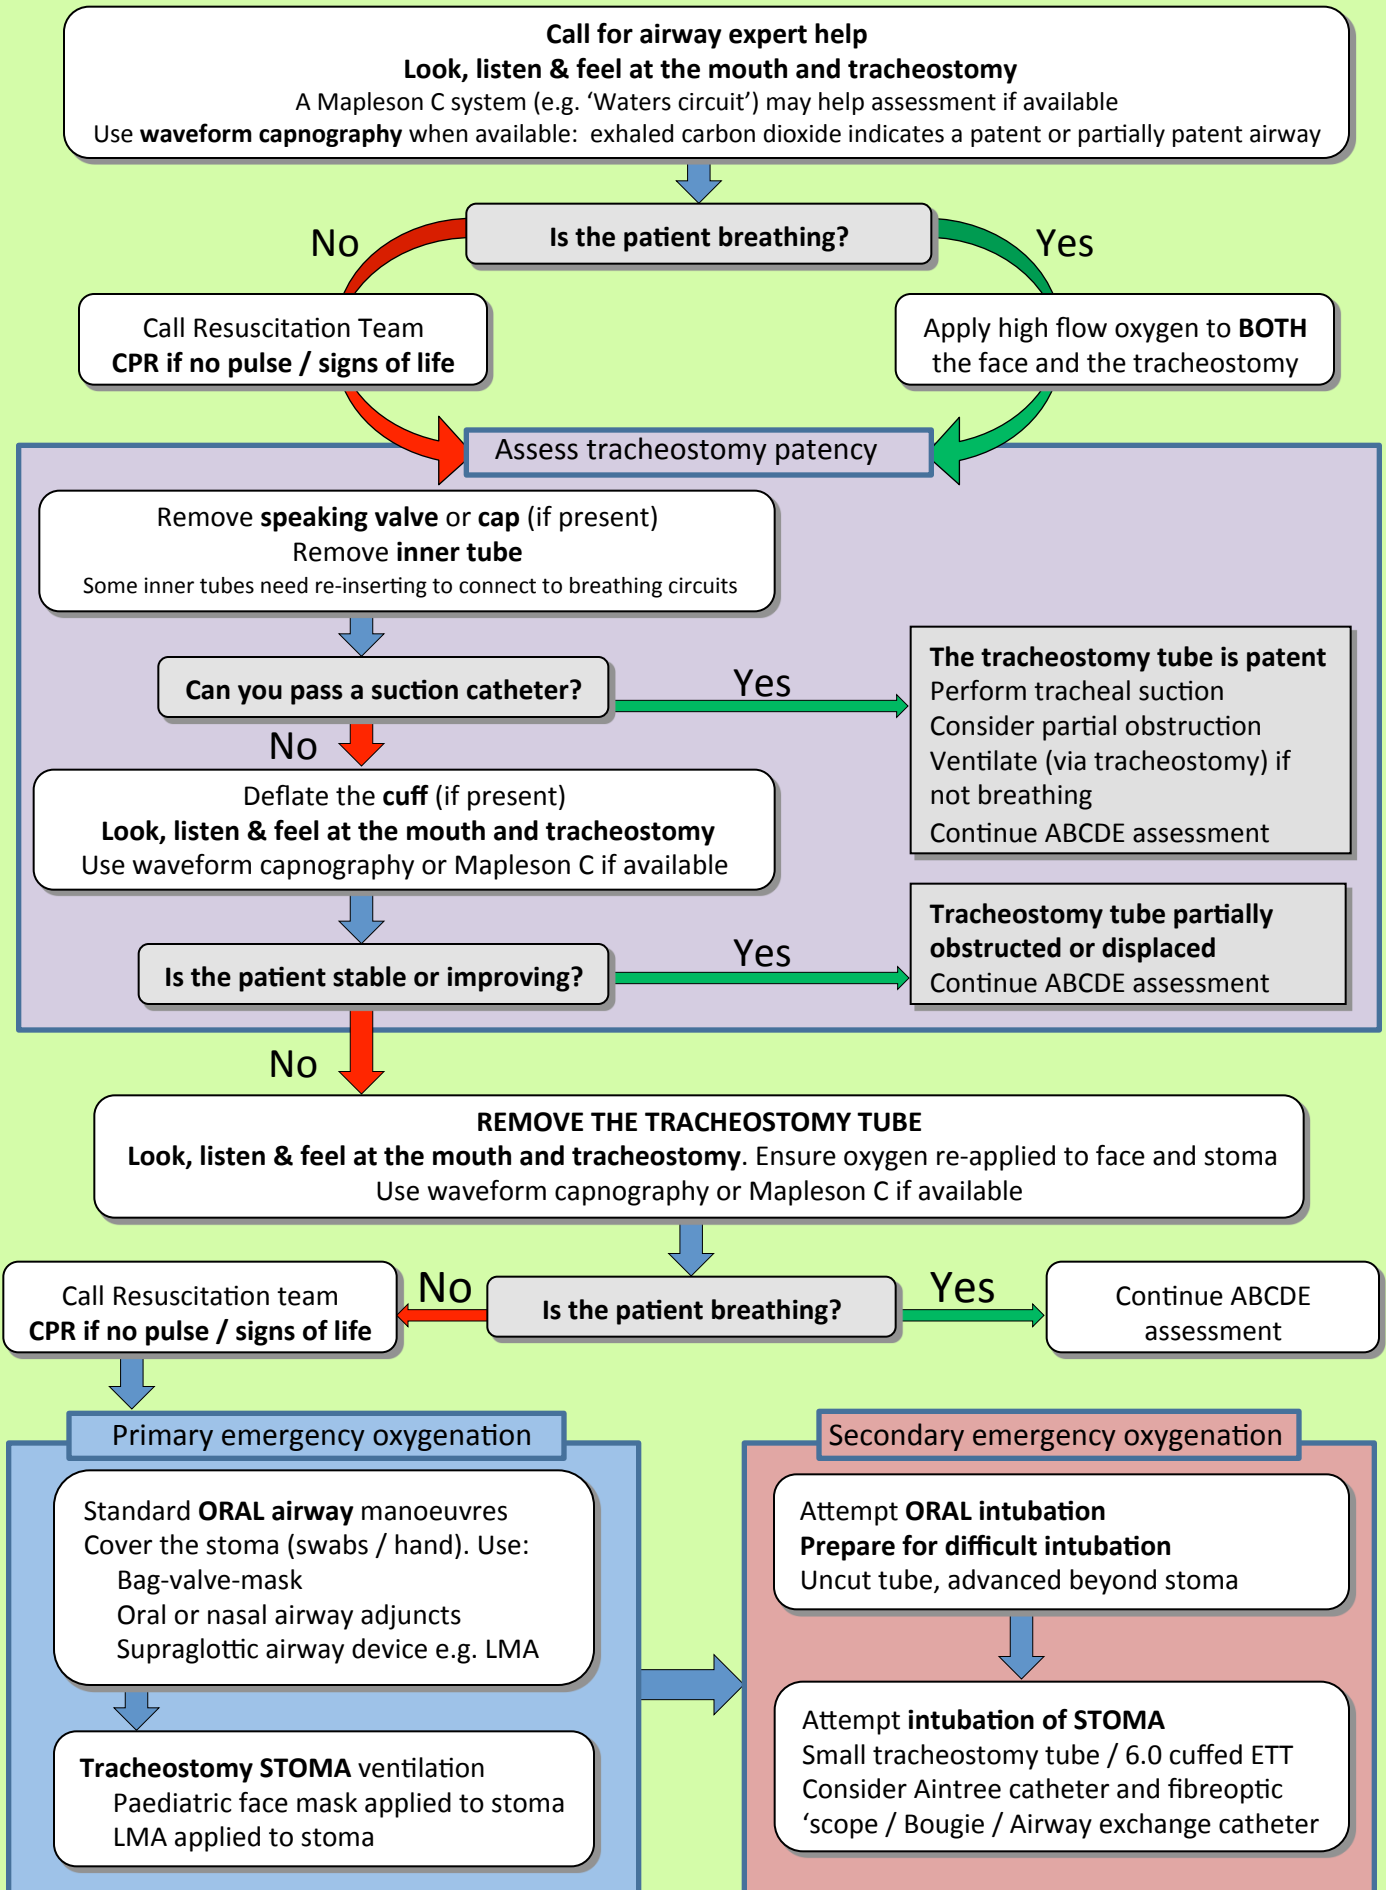 Call for airway expert help
Look, listen & feel at the mouth and tracheostomy
A Mapleson C system (e.g. ‘Waters circuit’) may help assessment if available
Use waveform capnography when available: exhaled carbon dioxide indicates a patent or partially patent airway
No
Is the patient breathing?
Yes
Call Resuscitation Team
CPR if no pulse / signs of life
Apply high flow oxygen to BOTH
the face and the tracheostomy
Assess tracheostomy patency
Remove speaking valve or cap (if present)
Remove inner tube
Some inner tubes need re-inserting to connect to breathing circuits
Can you pass a suction catheter?
Yes
The tracheostomy tube is patent
Perform tracheal suction
Consider partial obstruction
Ventilate (via tracheostomy) if
not breathing
Continue ABCDE assessment
No
Deflate the cuff (if present)
Look, listen & feel at the mouth and tracheostomy
Use waveform capnography or Mapleson C if available
Is the patient stable or improving?
Yes
Tracheostomy tube partially
obstructed or displaced
Continue ABCDE assessment
No
REMOVE THE TRACHEOSTOMY TUBE
Look, listen & feel at the mouth and tracheostomy. Ensure oxygen re-applied to face and stoma
Use waveform capnography or Mapleson C if available
Call Resuscitation team
CPR if no pulse / signs of life
No
Is the patient breathing?
Yes
Continue ABCDE
assessment
Primary emergency oxygenation
Standard ORAL airway manoeuvres
Cover the stoma (swabs / hand). Use:
Bag-valve-mask
Oral or nasal airway adjuncts
Supraglottic airway device e.g. LMA
Tracheostomy STOMA ventilation
Paediatric face mask applied to stoma
LMA applied to stoma
Secondary emergency oxygenation
Attempt ORAL intubation
Prepare for difficult intubation
Uncut tube, advanced beyond stoma
Attempt intubation of STOMA
Small tracheostomy tube / 6.0 cuffed ETT
Consider Aintree catheter and fibreoptic
‘scope / Bougie / Airway exchange catheter